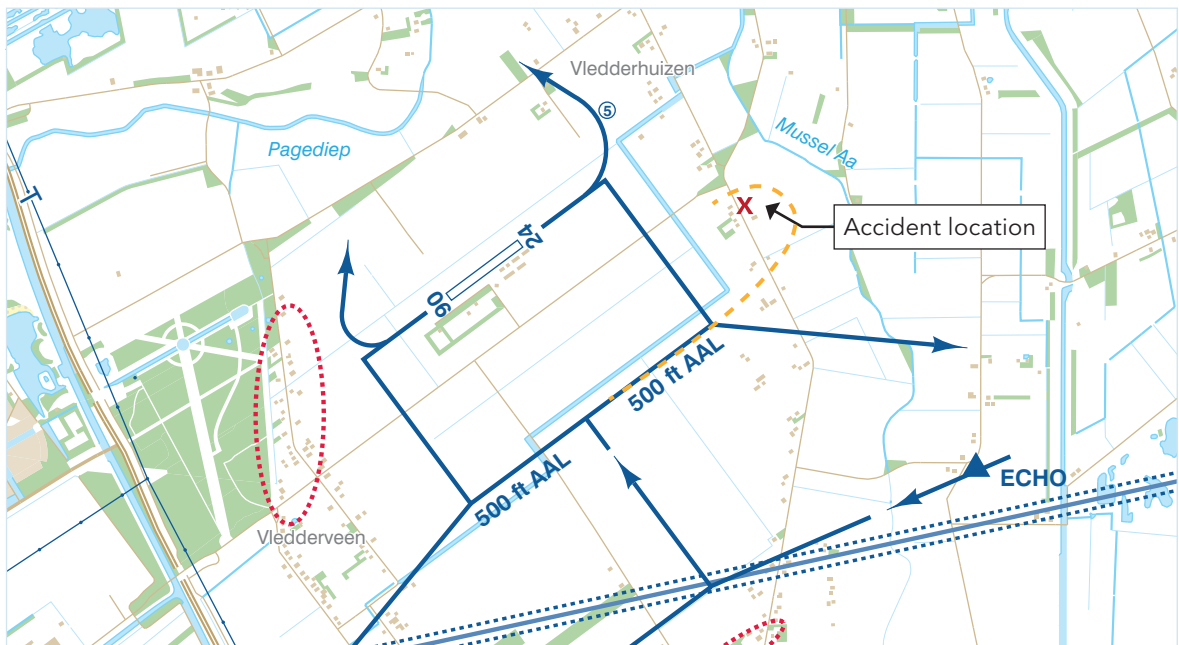 Vledderhuizen
⑤
Mussel Aa
Pagediep
T
X
Accident location
24
06
500 ft AAL
500 ft AAL
ECHO
Vledderveen